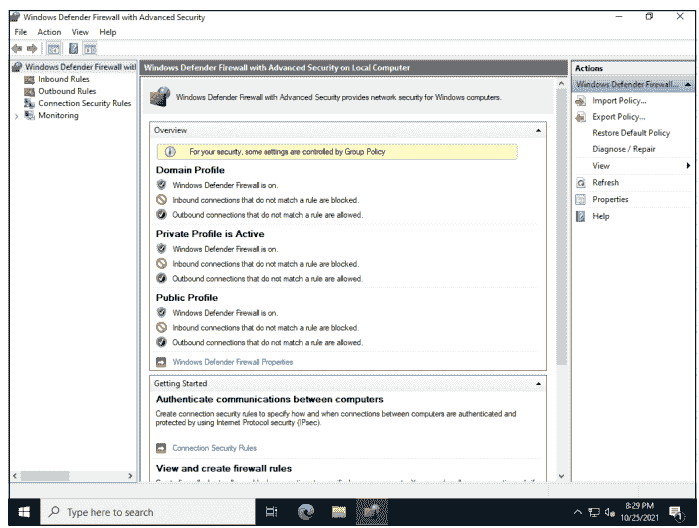 Windows Defender Firewall with Advanced Security
File Action View Help
Windows Defender Firewall with
Inbound Rules
Outbound Rules
Connection Security Rules
Monitoring
Windows Defender Firewall with Advanced Security on Local Computer
Windows Defender Firewall with Advanced Security provides network security for Windows computers.
Overview
For your security, some settings are controlled by Group Policy
Domain Profile
Windows Defender Firewall is on.
Inbound connections that do not match a rule are blocked.
Outbound connections that do not match a rule are allowed.
Private Profile is Active
Windows Defender Firewall is on.
Inbound connections that do not match a rule are blocked.
Outbound connections that do not match a rule are allowed.
Public Profile
Windows Defender Firewall is on.
Inbound connections that do not match a rule are blocked.
Outbound connections that do not match a rule are allowed.
Windows Defender Firewall Properties
Getting Started
Authenticate communications between computers
Create connection security rules to specify how and when connections between computers are authenticated and
protected by using Internet Protocol security (IPsec).
Connection Security Rules
View and create firewall rules
Actions
Windows Defender Firewall...
Import Policy...
Export Policy...
Restore Default Policy
Diagnose / Repair
View
Refresh
Properties
Help
Type here to search
8:29 PM
10/25/2021